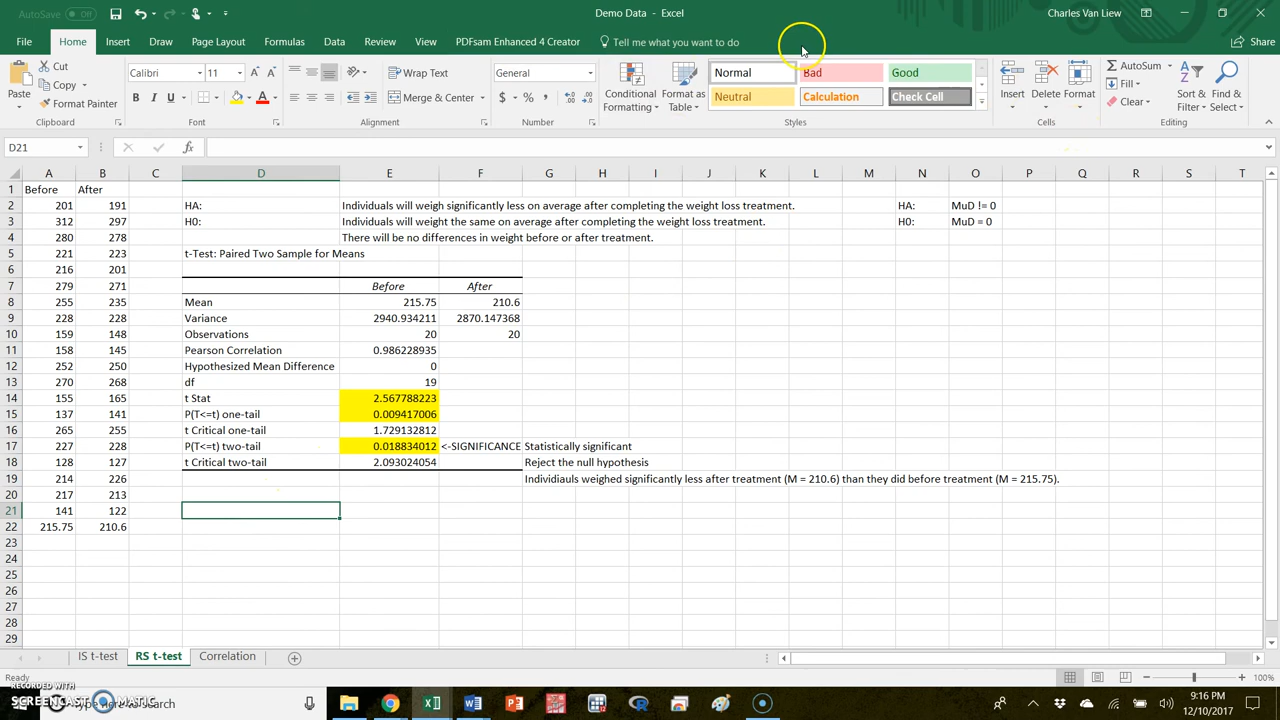 AutoSave Off
Demo Data - Excel
Charles Van Liew
File Home Insert Draw Page Layout Formulas Data Review View PDFsam Enhanced 4 Creator Tell me what you want to do Share
Paste
Cut
Copy
Format Painter
Clipboard
Calibri 11
B I U
Font
Wrap Text
Merge & Center
Alignment
General
$ % ,
Number
Conditional Formatting
Format as Table
Normal Bad Good
Neutral Calculation Check Cell
Styles
Insert Delete Format
Cells
AutoSum
Fill
Clear
Sort & Filter
Find & Select
Editing
D21 fx
A B C D E F G H I J K L M N O P Q R S T
1 Before After
2 201 191 HA: Individuals will weigh significantly less on average after completing the weight loss treatment. HA: MuD != 0
3 312 297 H0: Individuals will weight the same on average after completing the weight loss treatment. H0: MuD = 0
4 280 278 There will be no differences in weight before or after treatment.
5 221 223 t-Test: Paired Two Sample for Means
6 216 201
7 279 271 Before After
8 255 235 Mean 215.75 210.6
9 228 228 Variance 2940.934211 2870.147368
10 159 148 Observations 20 20
11 158 145 Pearson Correlation 0.986228935
12 252 250 Hypothesized Mean Difference 0
13 270 268 df 19
14 155 165 t Stat 2.567788223
15 137 141 P(T<=t) one-tail 0.009417006
16 265 255 t Critical one-tail 1.729132812
17 227 228 P(T<=t) two-tail 0.018834012 <-SIGNIFICANCE Statistically significant
18 128 127 t Critical two-tail 2.093024054 Reject the null hypothesis
19 214 226 Individiauls weighed significantly less after treatment (M = 210.6) than they did before treatment (M = 215.75).
20 217 213
21 141 122
22 215.75 210.6
23
24
25
26
27
28
29
IS t-test RS t-test Correlation
Ready
100%
RECORDED WITH
SCREENCAST MATIC
here to search
9:16 PM
12/10/2017